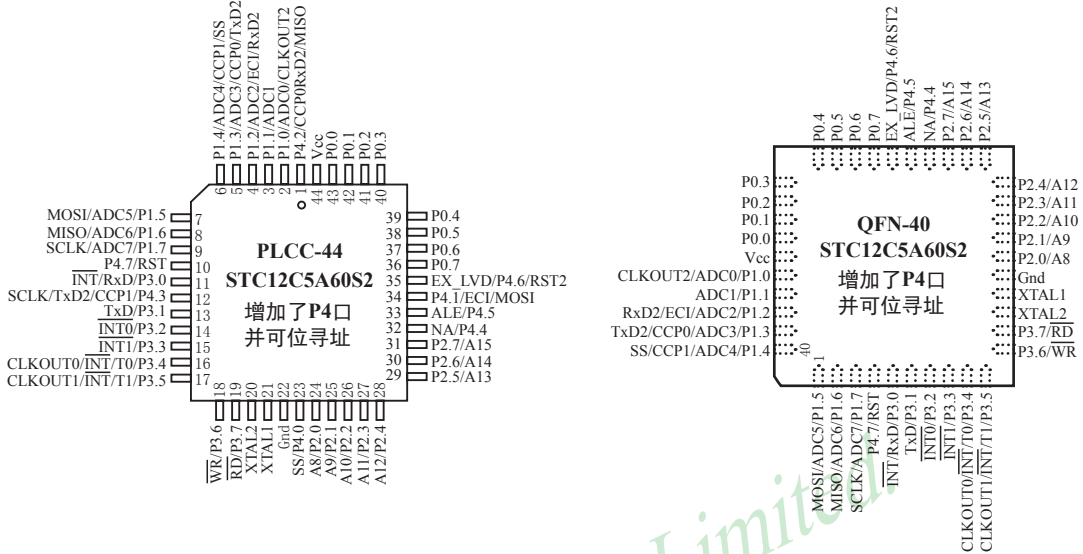 P1.4/ADC4/CCP1/SS
P1.3/ADC3/CCP0/TxD2
P1.2/ADC2/ECI/RxD2
P1.1/ADC1
P1.0/ADC0/CLKOUT2
P4.2/CCP0RxD2/MISO
Vcc
P0.0
P0.1
P0.2
P0.3
6
5
4
3
2
1
44
43
42
41
40
MOSI/ADC5/P1.5 7
MISO/ADC6/P1.6 8
SCLK/ADC7/P1.7 9
P4.7/RST 10
INT/RxD/P3.0 11
SCLK/TxD2/CCP1/P4.3 12
TxD/P3.1 13
INT0/P3.2 14
INT1/P3.3 15
CLKOUT0/INT/T0/P3.4 16
CLKOUT1/INT/T1/P3.5 17
PLCC-44
STC12C5A60S2
增加了P4口
并可位寻址
39 P0.4
38 P0.5
37 P0.6
36 P0.7
35 EX_LVD/P4.6/RST2
34 P4.1/ECI/MOSI
33 ALE/P4.5
32 NA/P4.4
31 P2.7/A15
30 P2.6/A14
29 P2.5/A13
18
19
20
21
22
23
24
25
26
27
28
WR/P3.6
RD/P3.7
XTAL2
XTAL1
Gnd
SS/P4.0
A8/P2.0
A9/P2.1
A10/P2.2
A11/P2.3
A12/P2.4
P0.4
P0.5
P0.6
P0.7
EX_LVD/P4.6/RST2
ALE/P4.5
NA/P4.4
P2.7/A15
P2.6/A14
P2.5/A13
P0.3
P0.2
P0.1
P0.0
Vcc
CLKOUT2/ADC0/P1.0
ADC1/P1.1
RxD2/ECI/ADC2/P1.2
TxD2/CCP0/ADC3/P1.3
SS/CCP1/ADC4/P1.4
40
1
QFN-40
STC12C5A60S2
增加了P4口
并可位寻址
P2.4/A12
P2.3/A11
P2.2/A10
P2.1/A9
P2.0/A8
Gnd
XTAL1
XTAL2
P3.7/RD
P3.6/WR
MOSI/ADC5/P1.5
MISO/ADC6/P1.6
SCLK/ADC7/P1.7
P4.7/RST
INT/RxD/P3.0
TxD/P3.1
INT0/P3.2
INT1/P3.3
CLKOUT0/INT/T0/P3.4
CLKOUT1/INT/T1/P3.5
Limited.